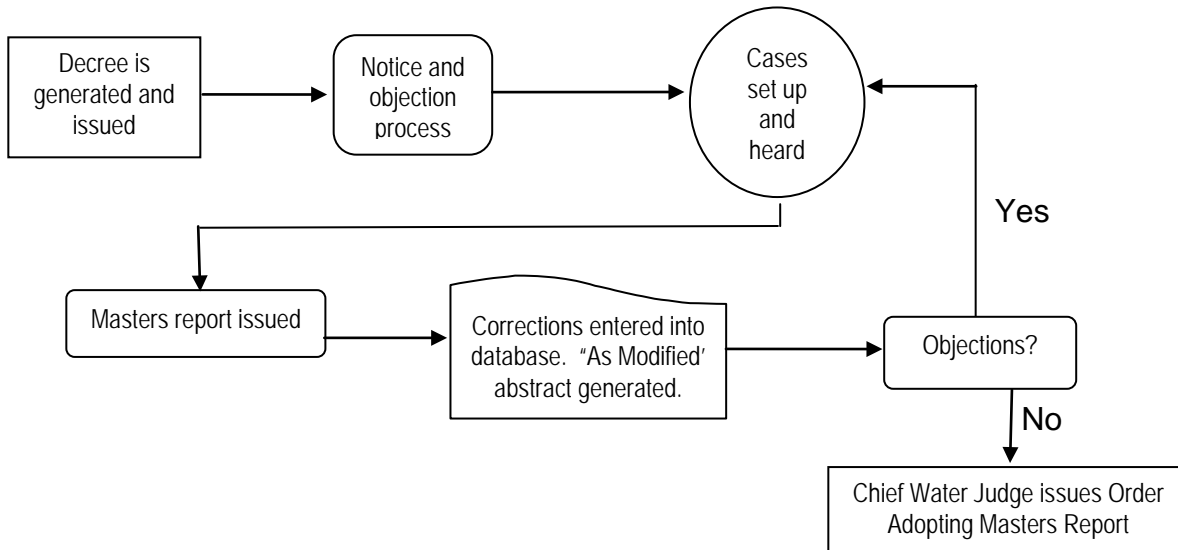 Decree is
generated and
issued
Notice and
objection
process
Cases
set up
and
heard
Yes
Masters report issued
Corrections entered into
database.  “As Modified’
abstract generated.
Objections?
No
Chief Water Judge issues Order
Adopting Masters Report